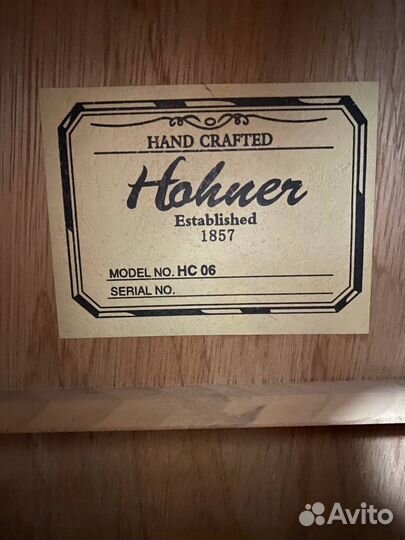 HAND CRAFTED
Hohner
Established
1857
MODEL NO. HC 06
SERIAL NO.
Avito